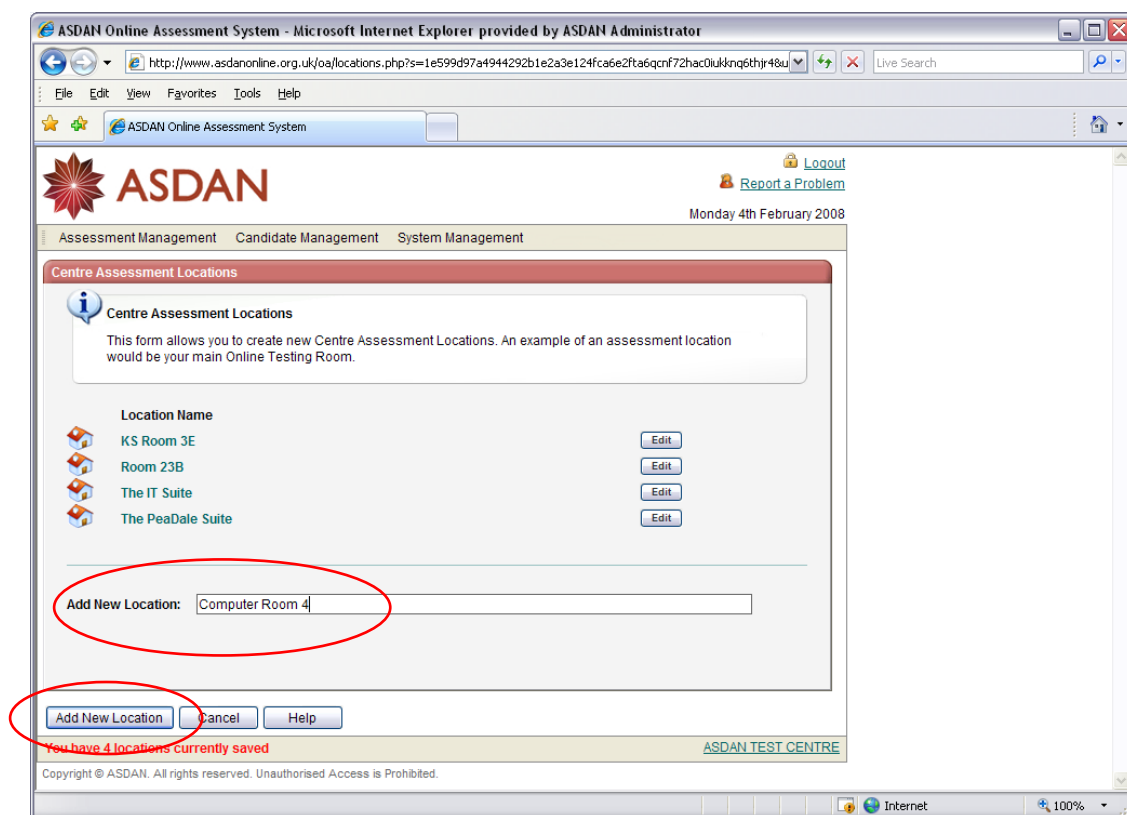 ASDAN Online Assessment System - Microsoft Internet Explorer provided by ASDAN Administrator
http://www.asdanonline.org.uk/oa/locations.php?s=1e599d97a4944292b1e2a3e124fca6e2fta6qcnf72hac0iukknq6thjr48u
Live Search
File Edit View Favorites Tools Help
ASDAN Online Assessment System
ASDAN
Logout
Report a Problem
Monday 4th February 2008
Assessment Management Candidate Management System Management
Centre Assessment Locations
Centre Assessment Locations
This form allows you to create new Centre Assessment Locations. An example of an assessment location
would be your main Online Testing Room.
Location Name
KS Room 3E Edit
Room 23B Edit
The IT Suite Edit
The PeaDale Suite Edit
Add New Location: Computer Room 4
Add New Location Cancel Help
You have 4 locations currently saved ASDAN TEST CENTRE
Copyright © ASDAN. All rights reserved. Unauthorised Access is Prohibited.
Internet 100%